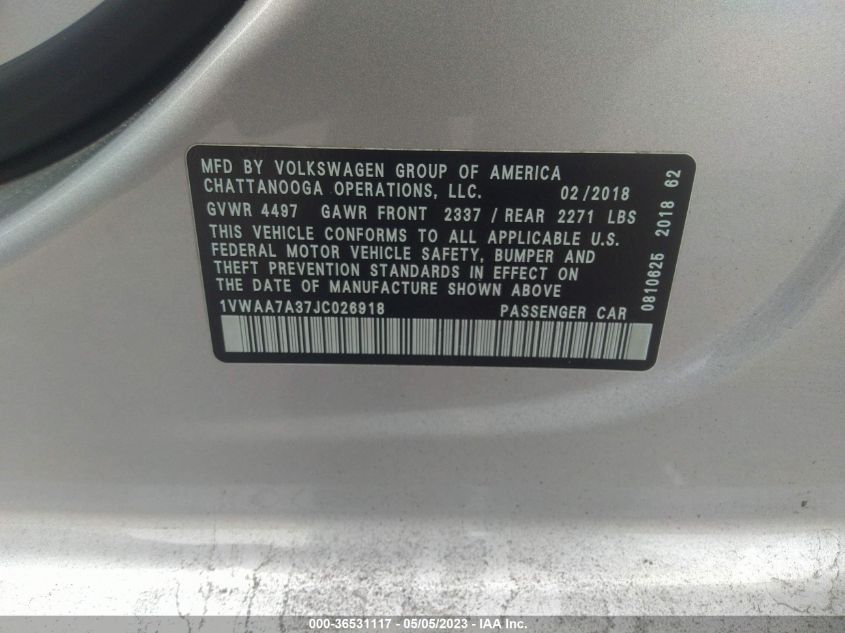 MFD BY VOLKSWAGEN GROUP OF AMERICA
CHATTANOOGA OPERATIONS, LLC. 02/2018
GVWR 4497 GAWR FRONT 2337 / REAR 2271 LBS
THIS VEHICLE CONFORMS TO ALL APPLICABLE U.S.
FEDERAL MOTOR VEHICLE SAFETY, BUMPER AND
THEFT PREVENTION STANDARDS IN EFFECT ON
THE DATE OF MANUFACTURE SHOWN ABOVE
1VWAA7A37JC026918 PASSENGER CAR
0810625 2018 62
000-36531117 - 05/05/2023 - IAA Inc.